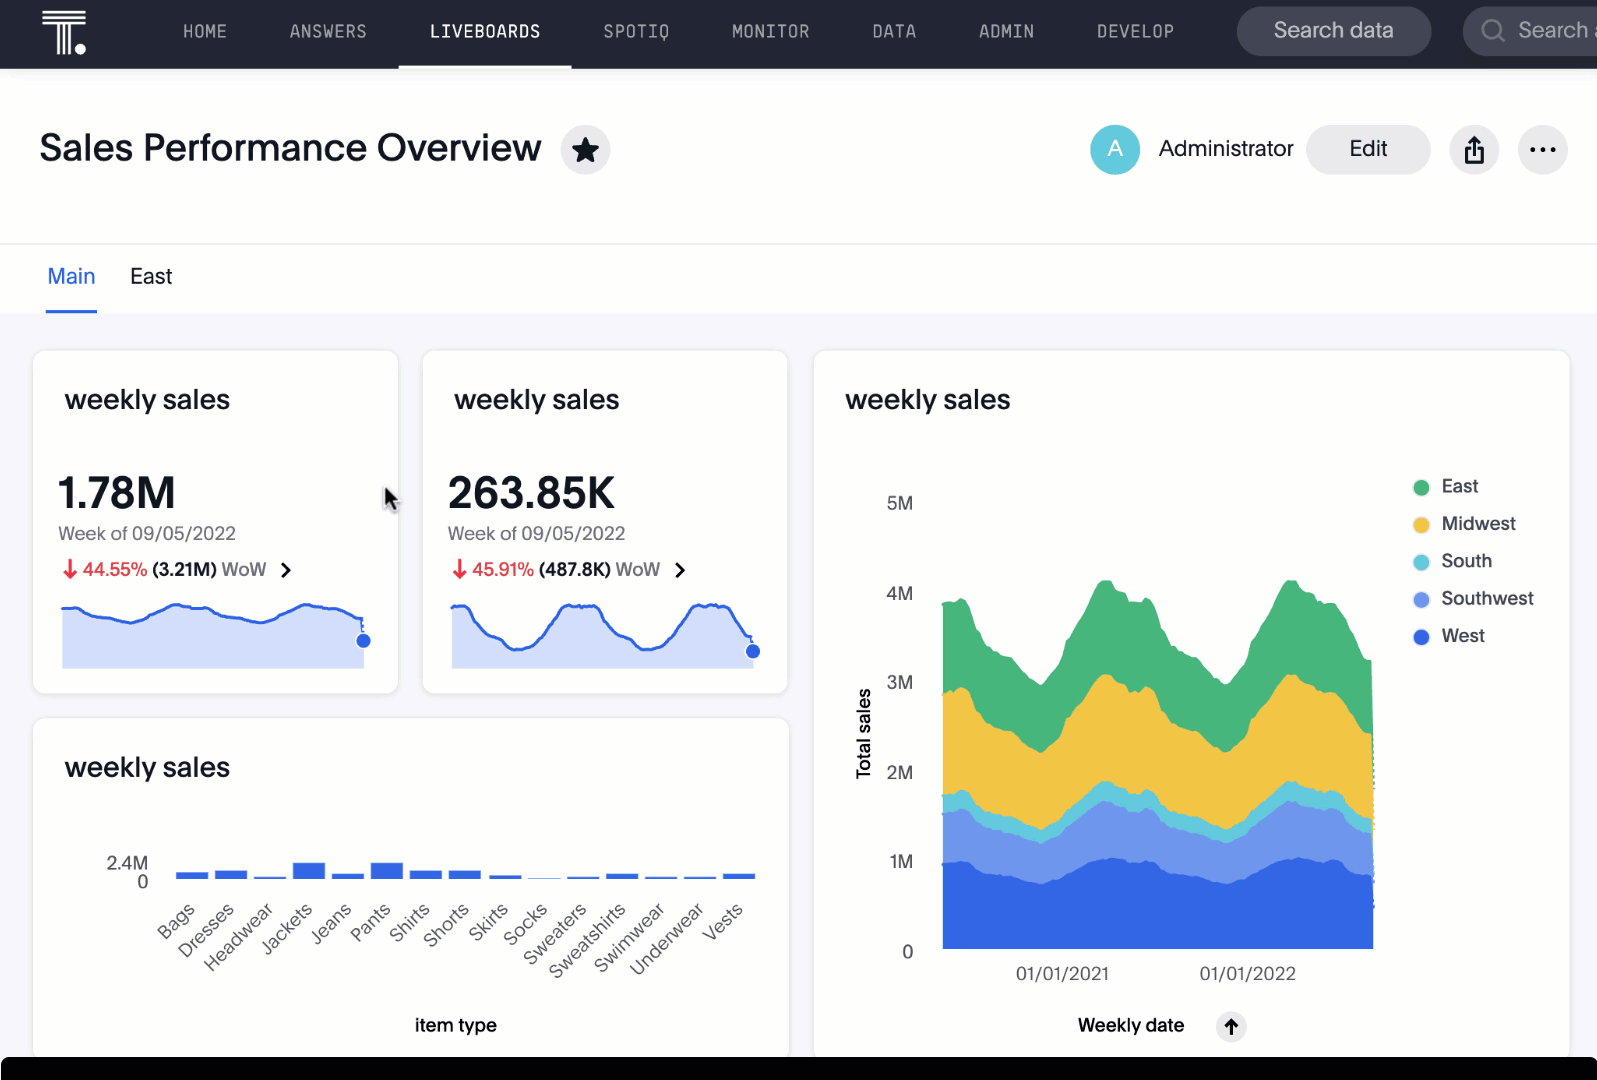 HOME ANSWERS LIVEBOARDS SPOTIQ MONITOR DATA ADMIN DEVELOP Search data Search
Sales Performance Overview
A Administrator Edit
Main East
weekly sales
1.78M
Week of 09/05/2022
44.55% (3.21M) WoW
weekly sales
263.85K
Week of 09/05/2022
45.91% (487.8K) WoW
weekly sales
2.4M
0
Bags Dresses Headwear Jackets Jeans Pants Shirts Shorts Skirts Socks Sweaters Sweatshirts Swimwear Underwear Vests
item type
weekly sales
5M
4M
3M
2M
1M
0
Total sales
01/01/2021 01/01/2022
Weekly date
East
Midwest
South
Southwest
West